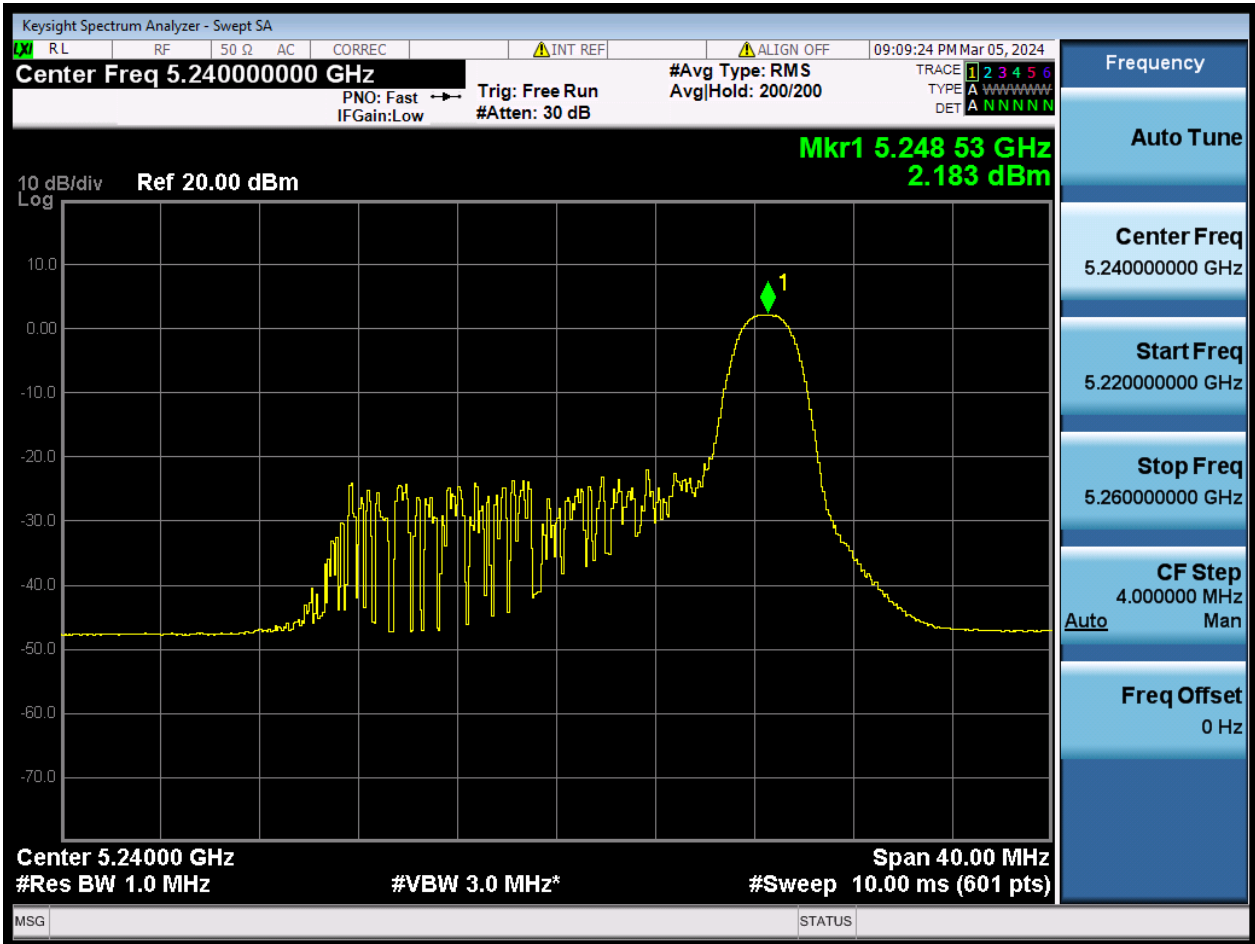 Keysight Spectrum Analyzer - Swept SA
LXI RL RF 50 Ω AC CORREC INT REF ALIGN OFF 09:09:24 PM Mar 05, 2024
Center Freq 5.240000000 GHz
PNO: Fast
IFGain:Low
Trig: Free Run
#Atten: 30 dB
#Avg Type: RMS
Avg|Hold: 200/200
TRACE 1 2 3 4 5 6
TYPE A WWWWW
DET A N N N N N
Mkr1 5.248 53 GHz
2.183 dBm
10 dB/div Ref 20.00 dBm
Log
10.0
0.00
-10.0
-20.0
-30.0
-40.0
-50.0
-60.0
-70.0
1
Center 5.24000 GHz Span 40.00 MHz
#Res BW 1.0 MHz #VBW 3.0 MHz* #Sweep 10.00 ms (601 pts)
MSG STATUS
Frequency
Auto Tune
Center Freq
5.240000000 GHz
Start Freq
5.220000000 GHz
Stop Freq
5.260000000 GHz
CF Step
4.000000 MHz
Auto Man
Freq Offset
0 Hz